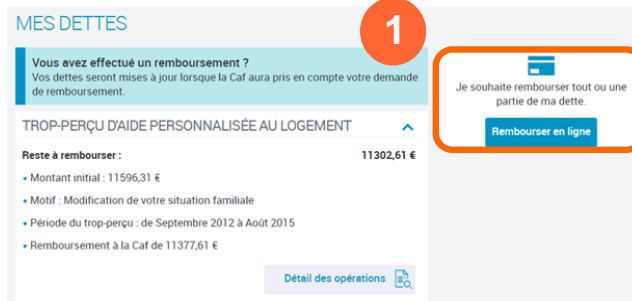 MES DETTES
1
Vous avez effectué un remboursement ?
Vos dettes seront mises à jour lorsque la Caf aura pris en compte votre demande
de remboursement.
Je souhaite rembourser tout ou une
partie de ma dette.
Rembourser en ligne
TROP-PERÇU D'AIDE PERSONNALISÉE AU LOGEMENT
Reste à rembourser : 11302,61 €
• Montant initial : 11596,31 €
• Motif : Modification de votre situation familiale
• Période du trop-perçu : de Septembre 2012 à Août 2015
• Remboursement à la Caf de 11377,61 €
Détail des opérations